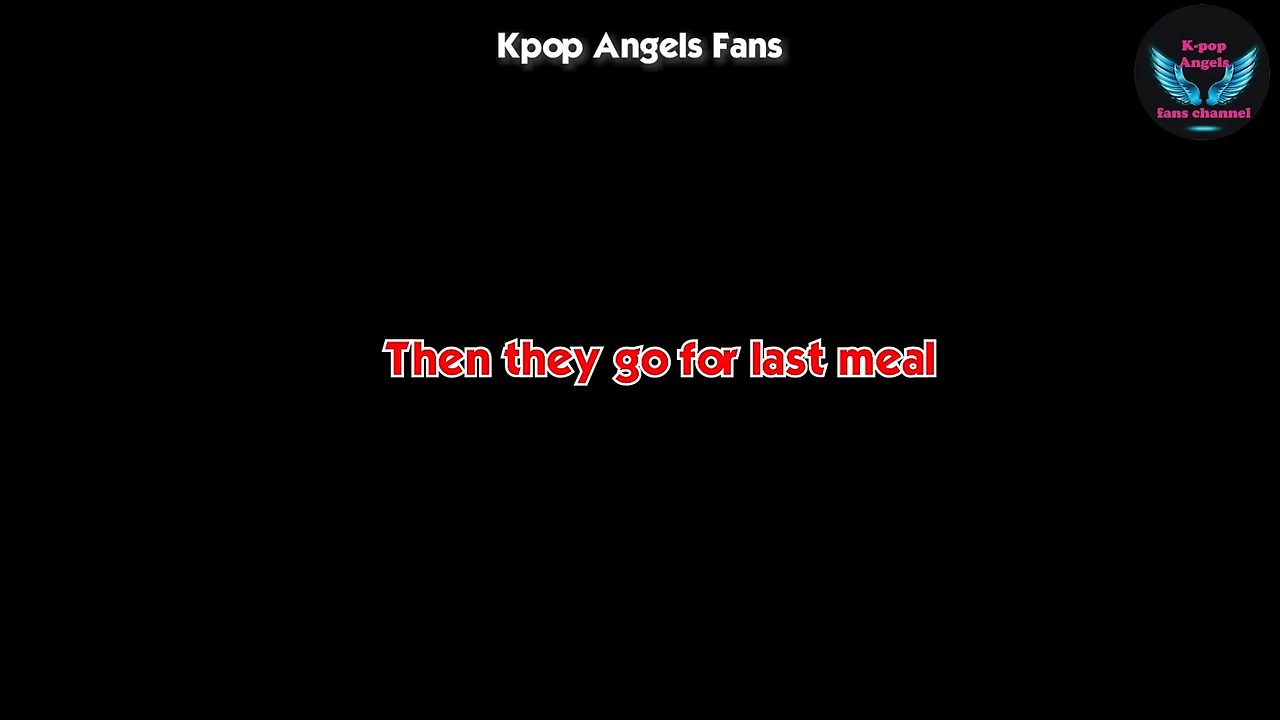 Kpop Angels Fans
K-pop
Angels
fans channel
Then they go for last meal